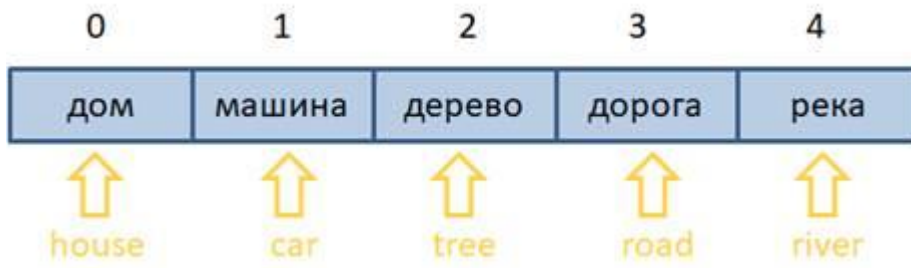 0 1 2 3 4
дом машина дерево дорога река
house car tree road river